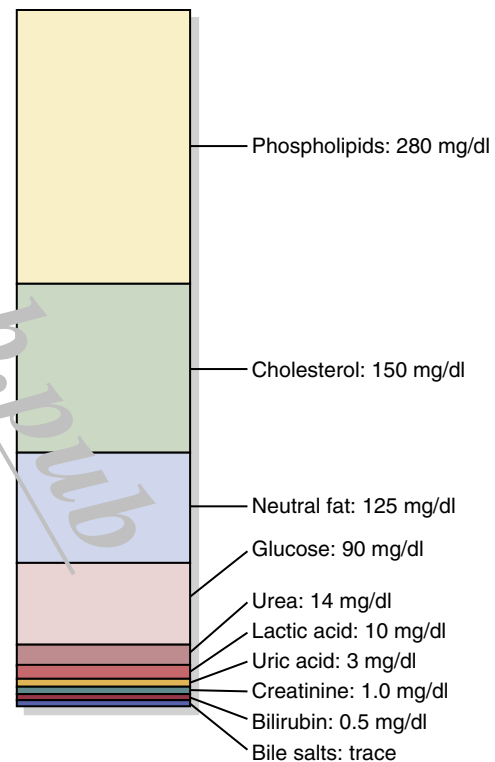 Phospholipids: 280 mg/dl
Cholesterol: 150 mg/dl
Neutral fat: 125 mg/dl
Glucose: 90 mg/dl
Urea: 14 mg/dl
Lactic acid: 10 mg/dl
Uric acid: 3 mg/dl
Creatinine: 1.0 mg/dl
Bilirubin: 0.5 mg/dl
Bile salts: trace